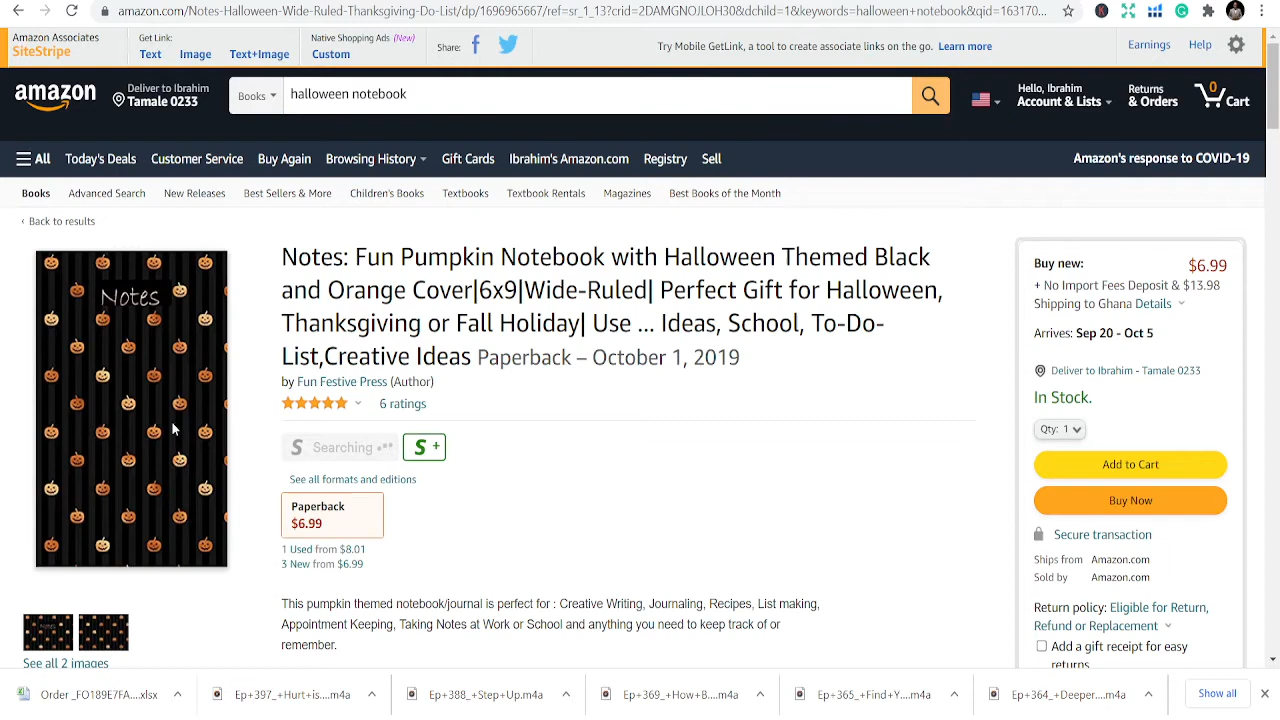 amazon.com/Notes-Halloween-Wide-Ruled-Thanksgiving-Do-List/dp/1696965667/ref=sr_1_13?crid=2DAMGNOJLOH30&dchild=1&keywords=halloween+notebook&qid=163170...
Amazon Associates
SiteStripe
Get Link:
Text Image Text+Image
Native Shopping Ads (New)
Custom
Share:
Try Mobile GetLink, a tool to create associate links on the go. Learn more
Earnings Help
amazon
Deliver to Ibrahim
Tamale 0233
Books
halloween notebook
Hello, Ibrahim
Account & Lists
Returns
& Orders
0
Cart
All Today's Deals Customer Service Buy Again Browsing History Gift Cards Ibrahim's Amazon.com Registry Sell
Amazon's response to COVID-19
Books Advanced Search New Releases Best Sellers & More Children's Books Textbooks Textbook Rentals Magazines Best Books of the Month
‹ Back to results
Notes
Notes: Fun Pumpkin Notebook with Halloween Themed Black
and Orange Cover|6x9|Wide-Ruled| Perfect Gift for Halloween,
Thanksgiving or Fall Holiday| Use ... Ideas, School, To-Do-
List,Creative Ideas Paperback – October 1, 2019
by Fun Festive Press (Author)
6 ratings
S Searching
S +
See all formats and editions
Paperback
$6.99
1 Used from $8.01
3 New from $6.99
This pumpkin themed notebook/journal is perfect for : Creative Writing, Journaling, Recipes, List making,
Appointment Keeping, Taking Notes at Work or School and anything you need to keep track of or
remember.
See all 2 images
Buy new: $6.99
+ No Import Fees Deposit & $13.98
Shipping to Ghana Details
Arrives: Sep 20 - Oct 5
Deliver to Ibrahim - Tamale 0233
In Stock.
Qty: 1
Add to Cart
Buy Now
Secure transaction
Ships from Amazon.com
Sold by Amazon.com
Return policy: Eligible for Return,
Refund or Replacement
Add a gift receipt for easy
returns
Order _FO189E7FA....xlsx
Ep+397_+Hurt+is....m4a
Ep+388_+Step+Up.m4a
Ep+369_+How+B....m4a
Ep+365_+Find+Y....m4a
Ep+364_+Deeper....m4a
Show all